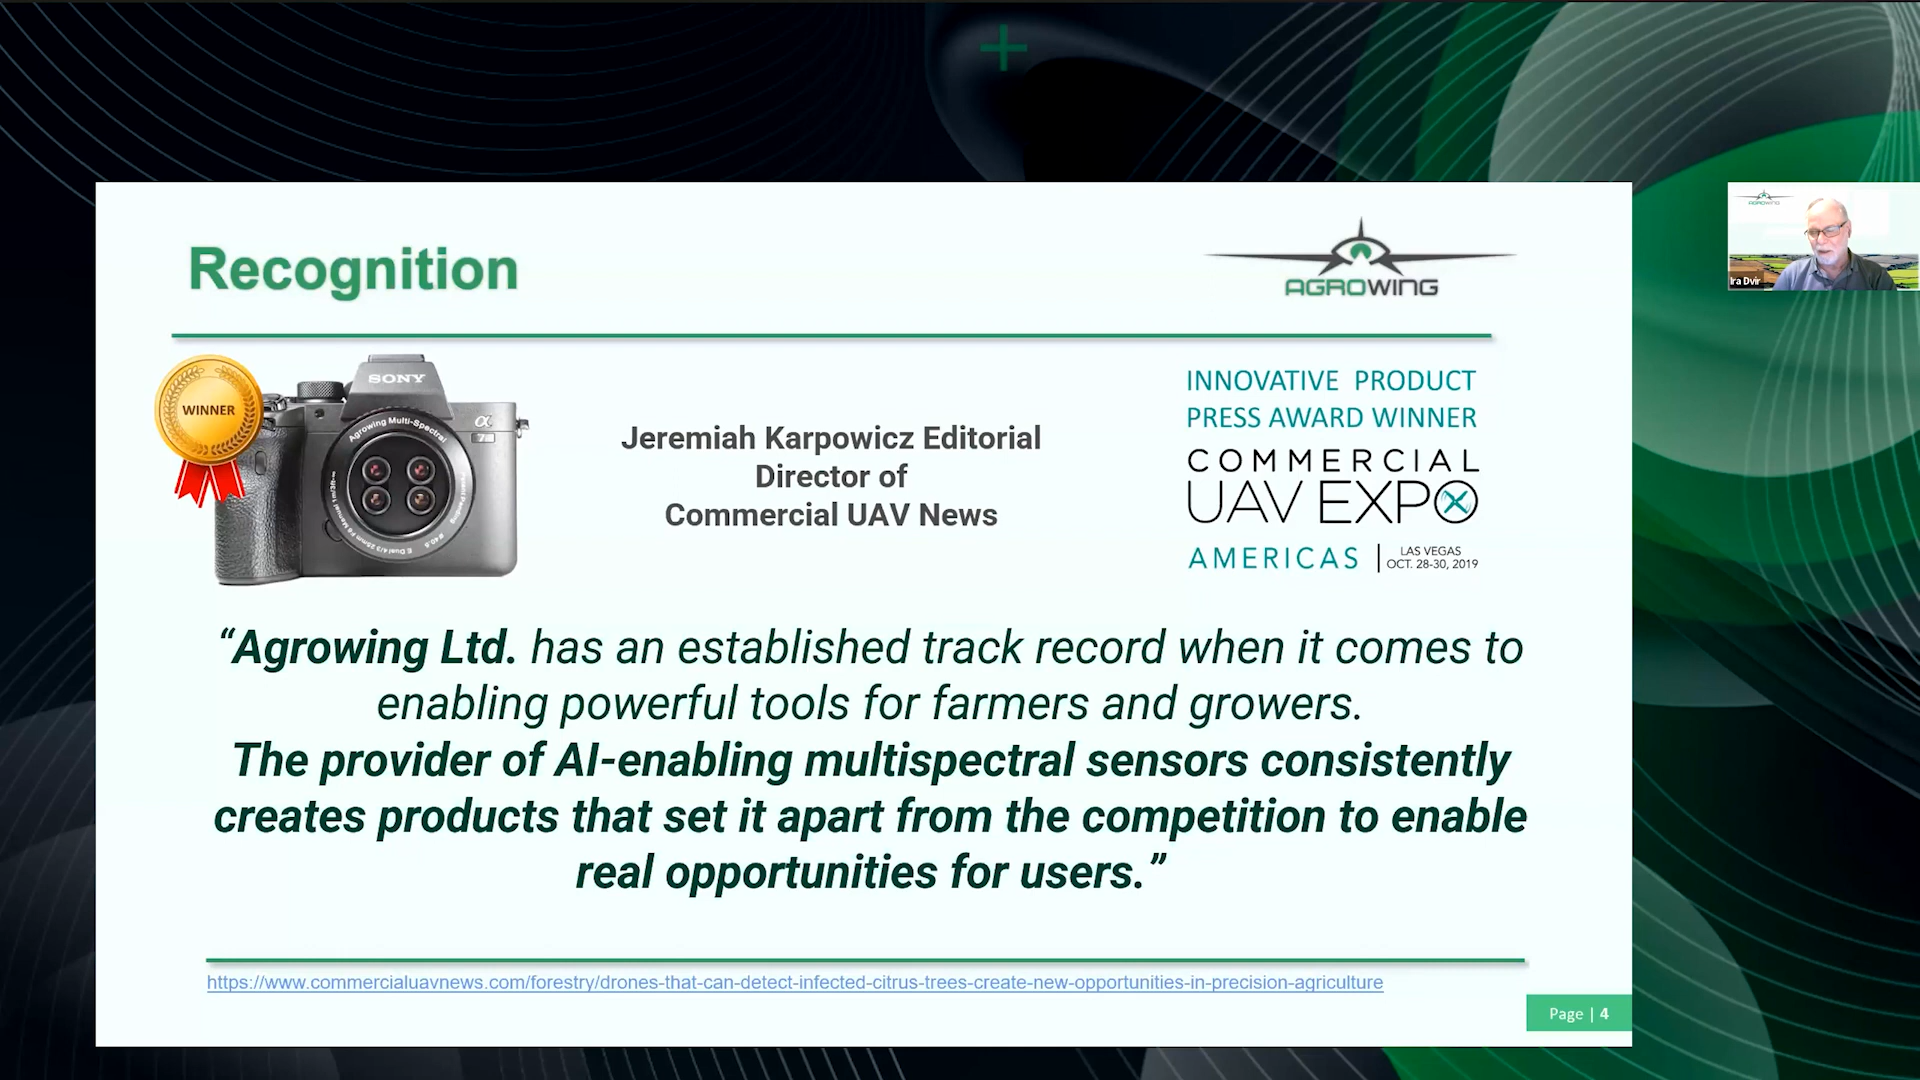 Recognition
AGROWING
AGROWING
Ira Dvir
WINNER
SONY
α
7
Agrowing Multi-Spectral
Patent Pending
Jeremiah Karpowicz Editorial
Director of
Commercial UAV News
INNOVATIVE PRODUCT
PRESS AWARD WINNER
COMMERCIAL
UAV EXPO
AMERICAS
LAS VEGAS
OCT. 28-30, 2019
“Agrowing Ltd. has an established track record when it comes to
enabling powerful tools for farmers and growers.
The provider of AI-enabling multispectral sensors consistently
creates products that set it apart from the competition to enable
real opportunities for users.”
https://www.commercialuavnews.com/forestry/drones-that-can-detect-infected-citrus-trees-create-new-opportunities-in-precision-agriculture
Page | 4